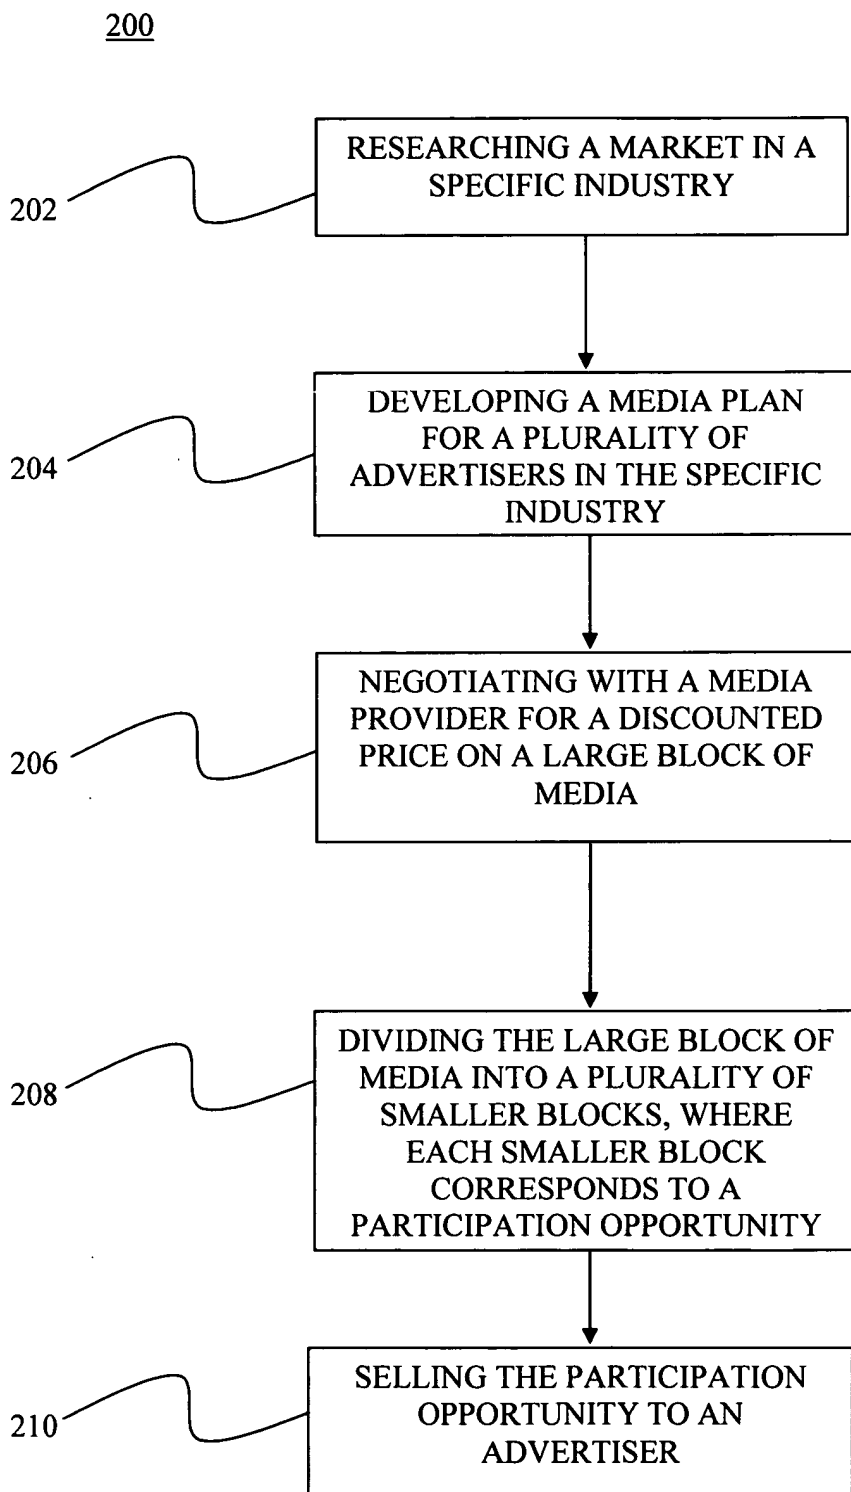 200
RESEARCHING A MARKET IN A
SPECIFIC INDUSTRY
202
DEVELOPING A MEDIA PLAN
FOR A PLURALITY OF
ADVERTISERS IN THE SPECIFIC
INDUSTRY
204
NEGOTIATING WITH A MEDIA
PROVIDER FOR A DISCOUNTED
PRICE ON A LARGE BLOCK OF
MEDIA
206
DIVIDING THE LARGE BLOCK OF
MEDIA INTO A PLURALITY OF
SMALLER BLOCKS, WHERE
EACH SMALLER BLOCK
CORRESPONDS TO A
PARTICIPATION OPPORTUNITY
208
SELLING THE PARTICIPATION
OPPORTUNITY TO AN
ADVERTISER
210